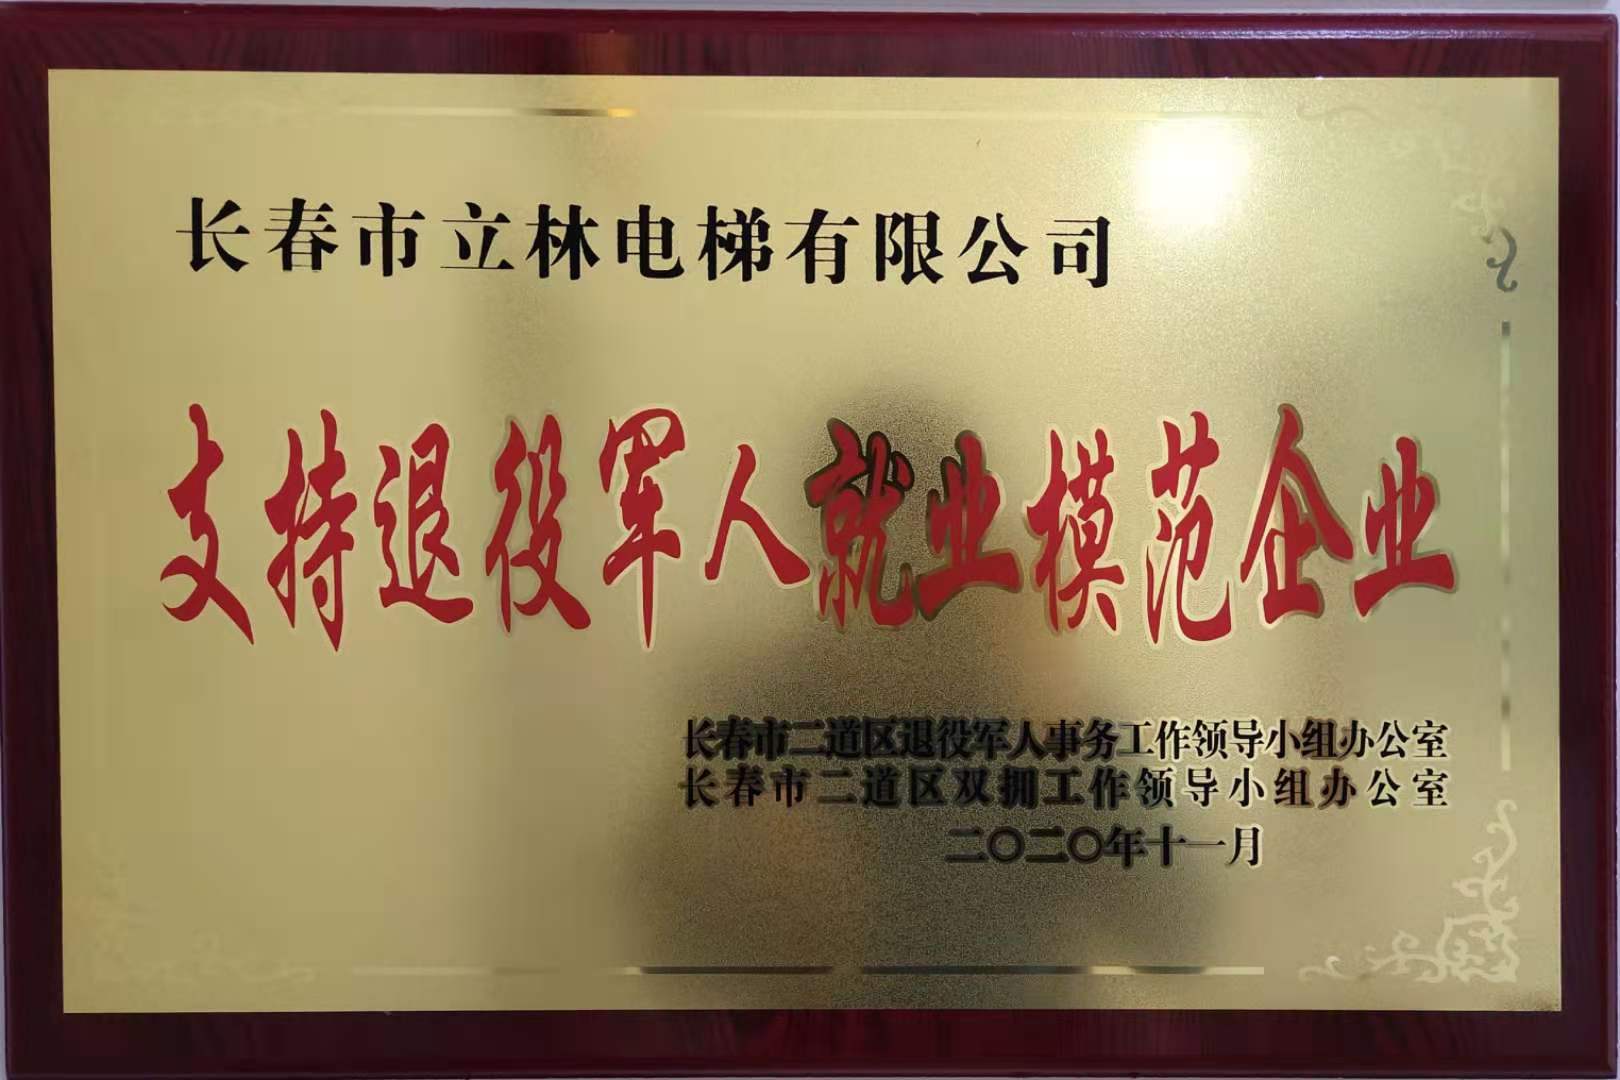 长春市立林电梯有限公司
支持退役军人就业模范企业
长春市二道区退役军人事务工作领导小组办公室
长春市二道区双拥工作领导小组办公室
二〇二〇年十一月